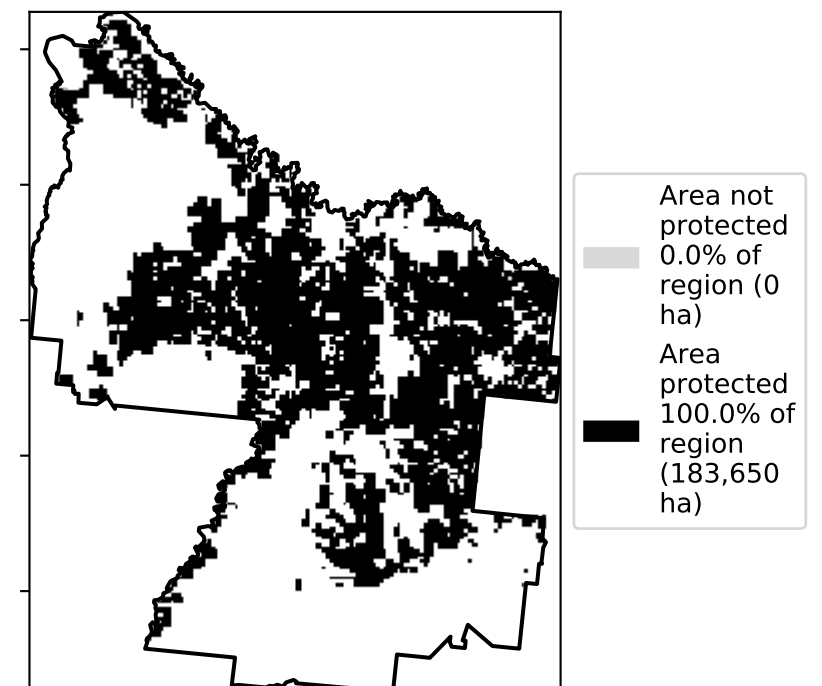 Area not
protected
0.0% of
region (0
ha)
Area
protected
100.0% of
region
(183,650
ha)